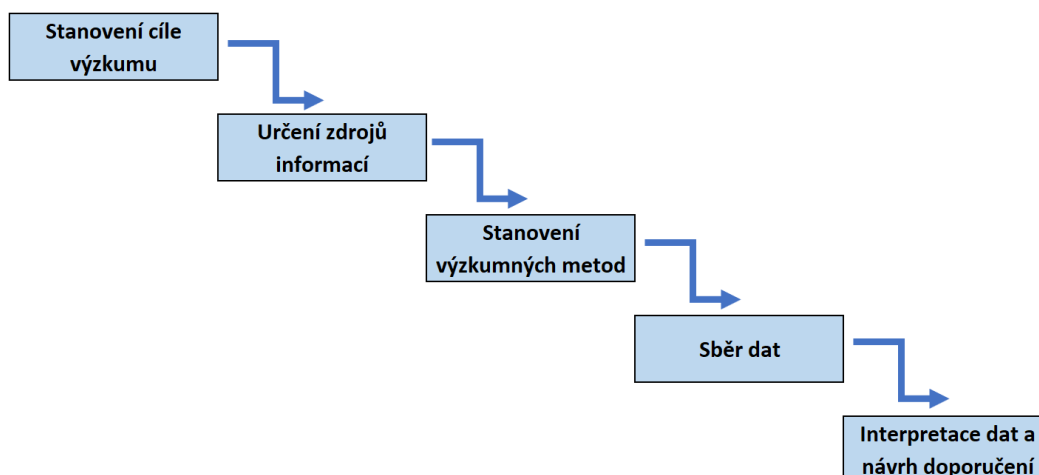 Stanovení cíle
výzkumu
Určení zdrojů
informací
Stanovení
výzkumných metod
Sběr dat
Interpretace dat a
návrh doporučení